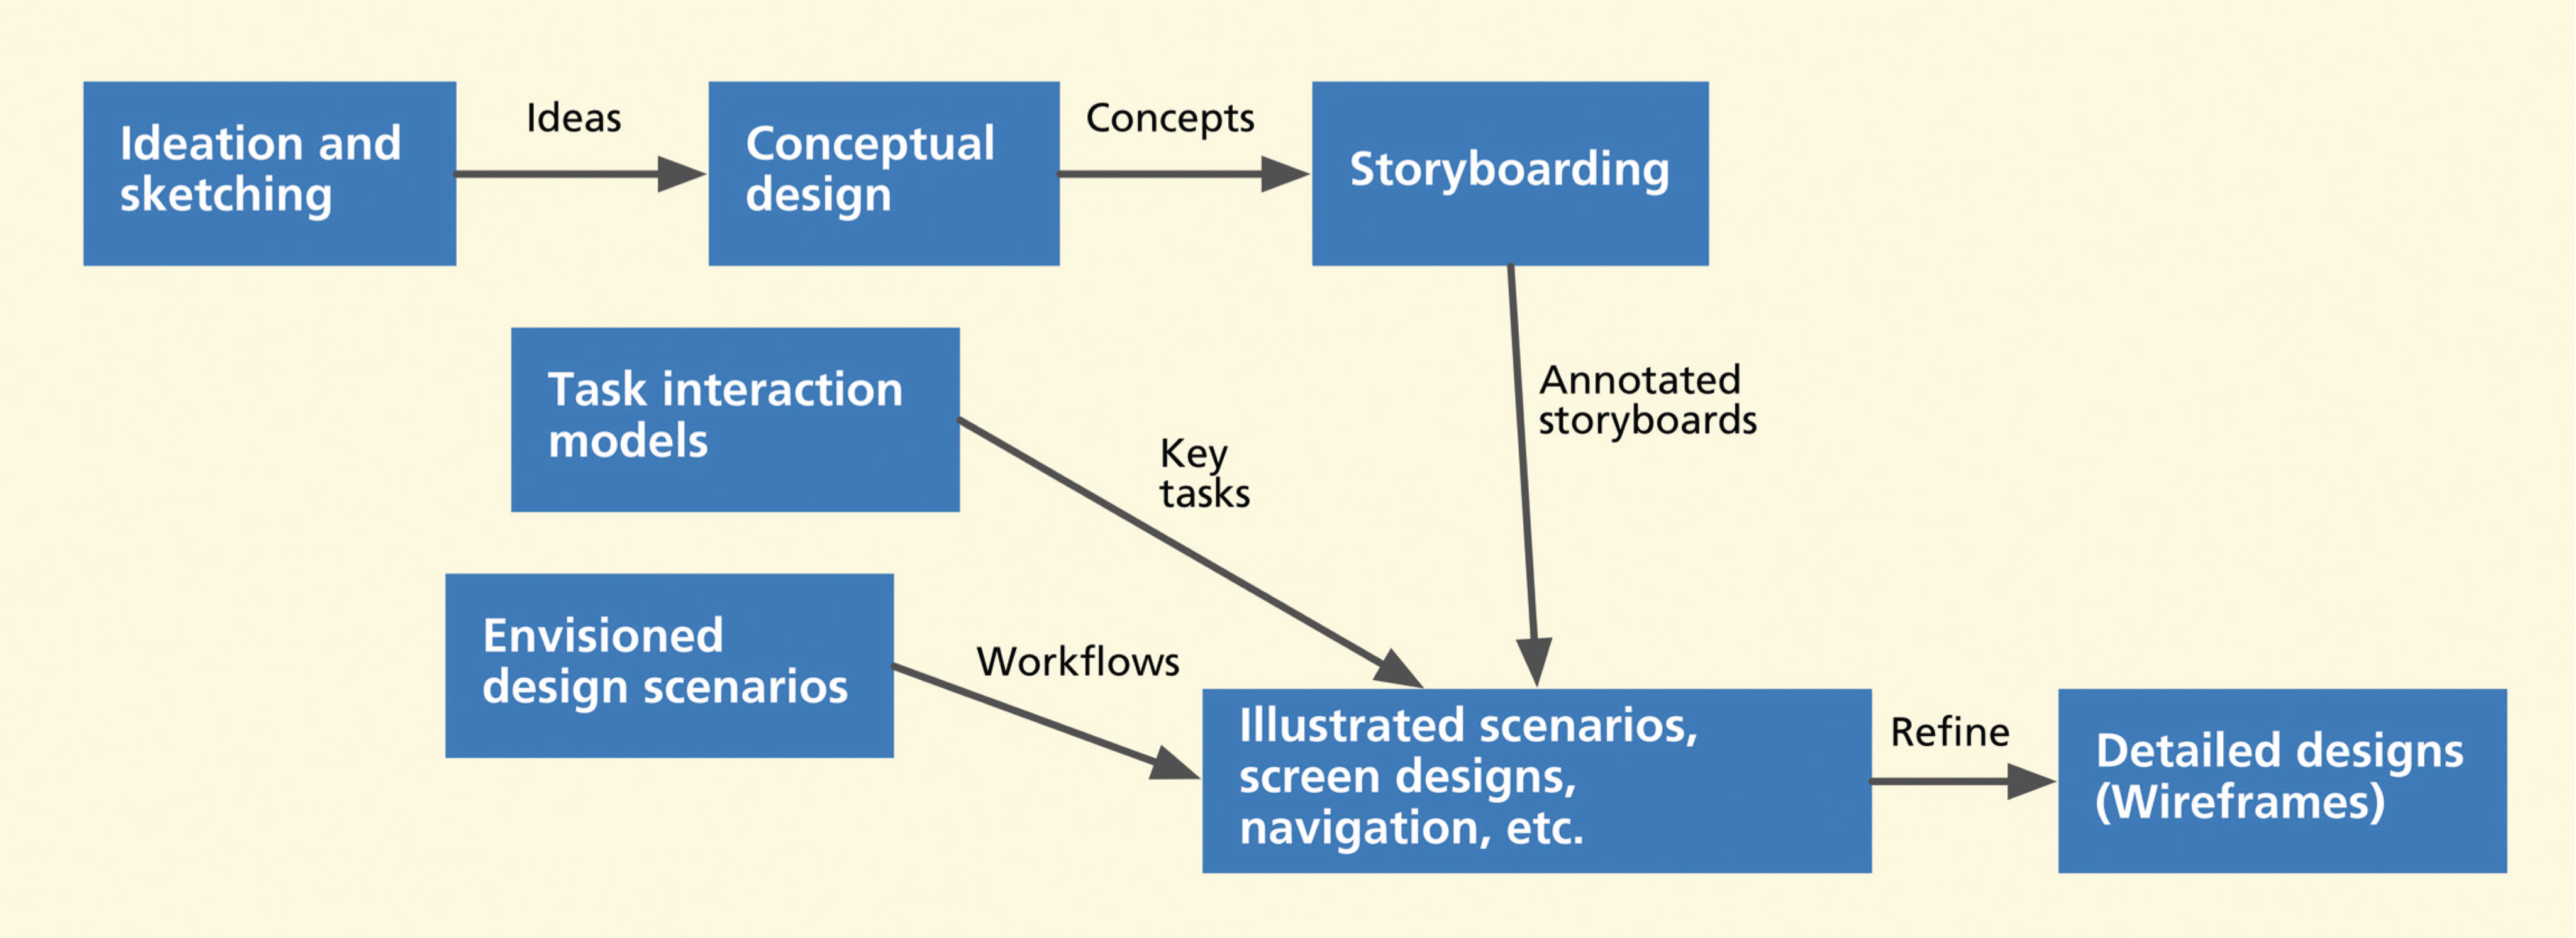 Ideation and
sketching
Ideas
Conceptual
design
Concepts
Storyboarding
Task interaction
models
Key
tasks
Annotated
storyboards
Envisioned
design scenarios
Workflows
Illustrated scenarios,
screen designs,
navigation, etc.
Refine
Detailed designs
(Wireframes)